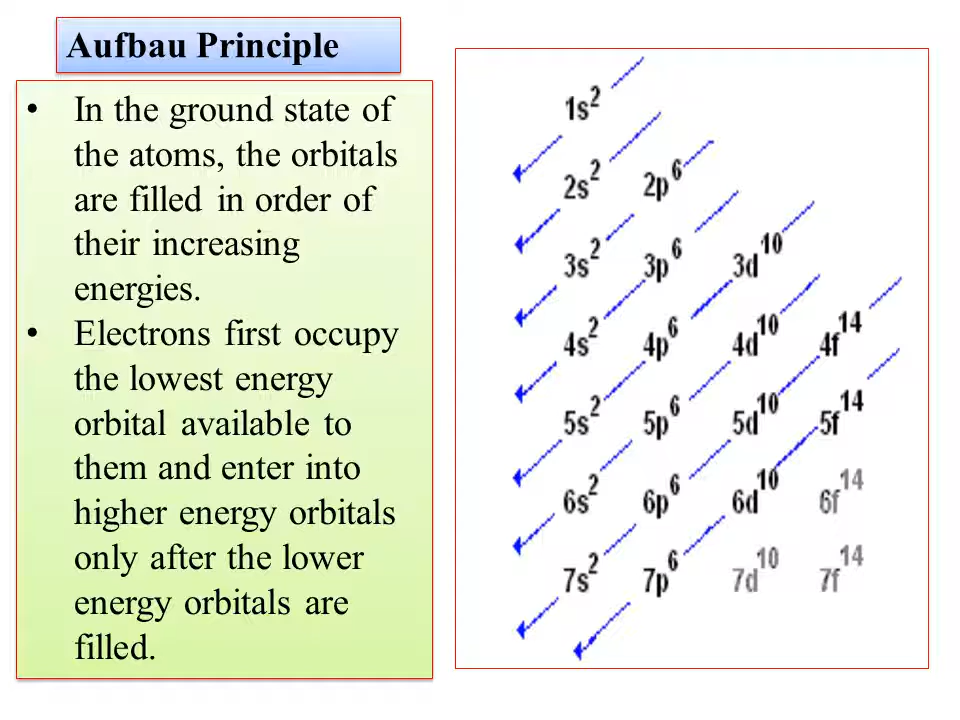 Aufbau Principle
• In the ground state of
the atoms, the orbitals
are filled in order of
their increasing
energies.
• Electrons first occupy
the lowest energy
orbital available to
them and enter into
higher energy orbitals
only after the lower
energy orbitals are
filled.
1s²
2s² 2p⁶
3s² 3p⁶ 3d¹⁰
4s² 4p⁶ 4d¹⁰ 4f¹⁴
5s² 5p⁶ 5d¹⁰ 5f¹⁴
6s² 6p⁶ 6d¹⁰ 6f¹⁴
7s² 7p⁶ 7d¹⁰ 7f¹⁴